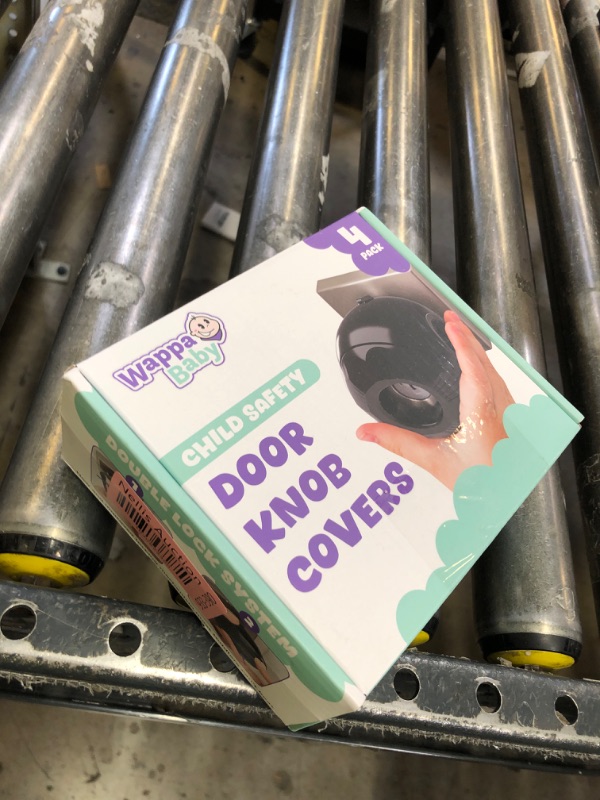 4
PACK
Wappa
Baby
CHILD SAFETY
DOOR
KNOB
COVERS
DOUBLE LOCK SYSTEM